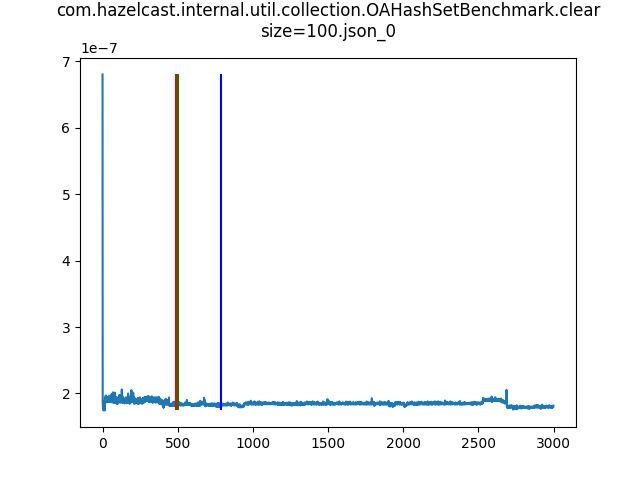 com.hazelcast.internal.util.collection.OAHashSetBenchmark.clear
size=100.json_0
1e−7
7
6
5
4
3
2
0 500 1000 1500 2000 2500 3000